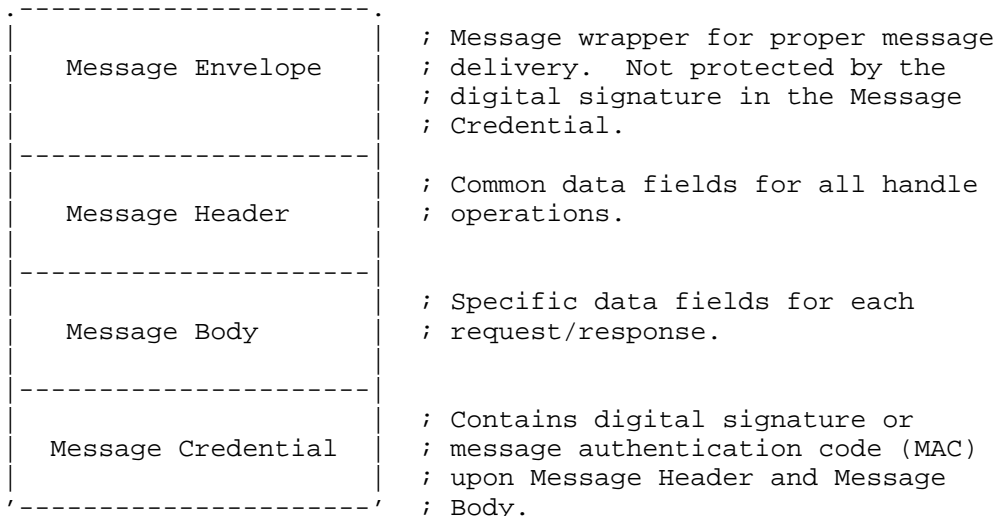 ; Message wrapper for proper message
Message Envelope ; delivery. Not protected by the
; digital signature in the Message
; Credential.
; Common data fields for all handle
Message Header ; operations.
; Specific data fields for each
Message Body ; request/response.
; Contains digital signature or
Message Credential ; message authentication code (MAC)
; upon Message Header and Message
; Body.